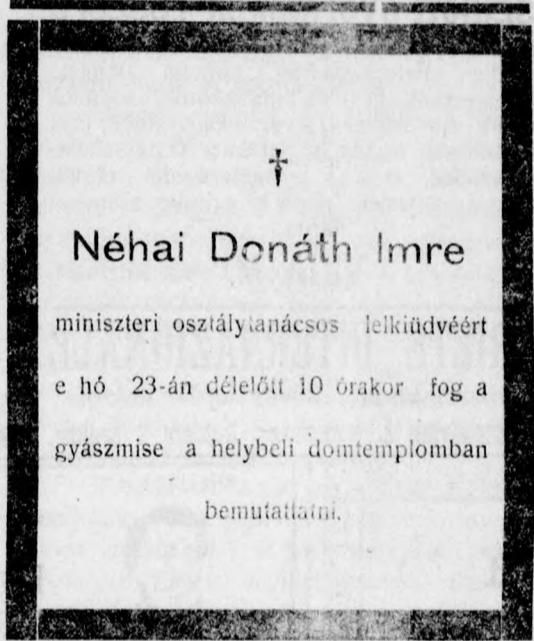 †
Néhai Donáth Imre
miniszteri osztálytanácsos lelkiüdvéért
e hó 23-án délelőtt 10 órakor fog a
gyászmise a helybeli domtemplomban
bemutattatni.